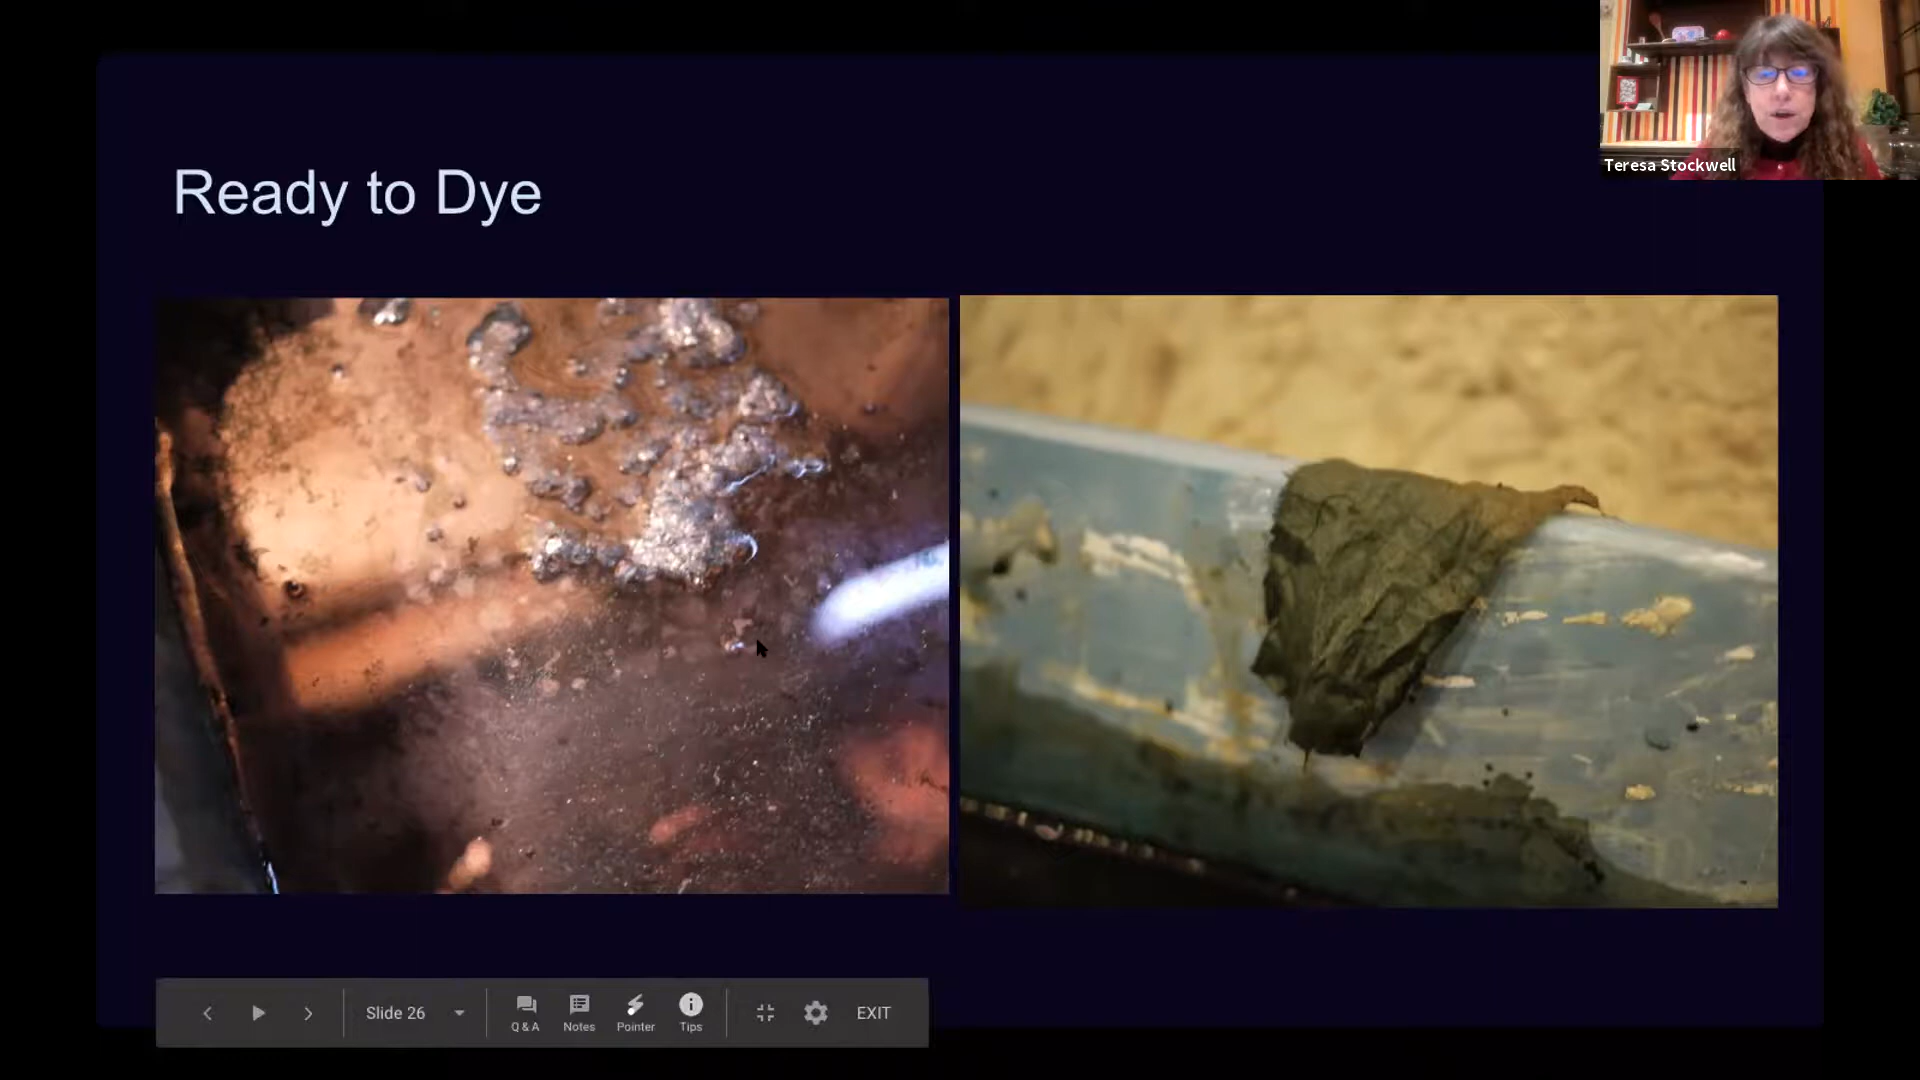 Teresa Stockwell
Ready to Dye
Slide 26
Q & A
Notes
Pointer
Tips
EXIT